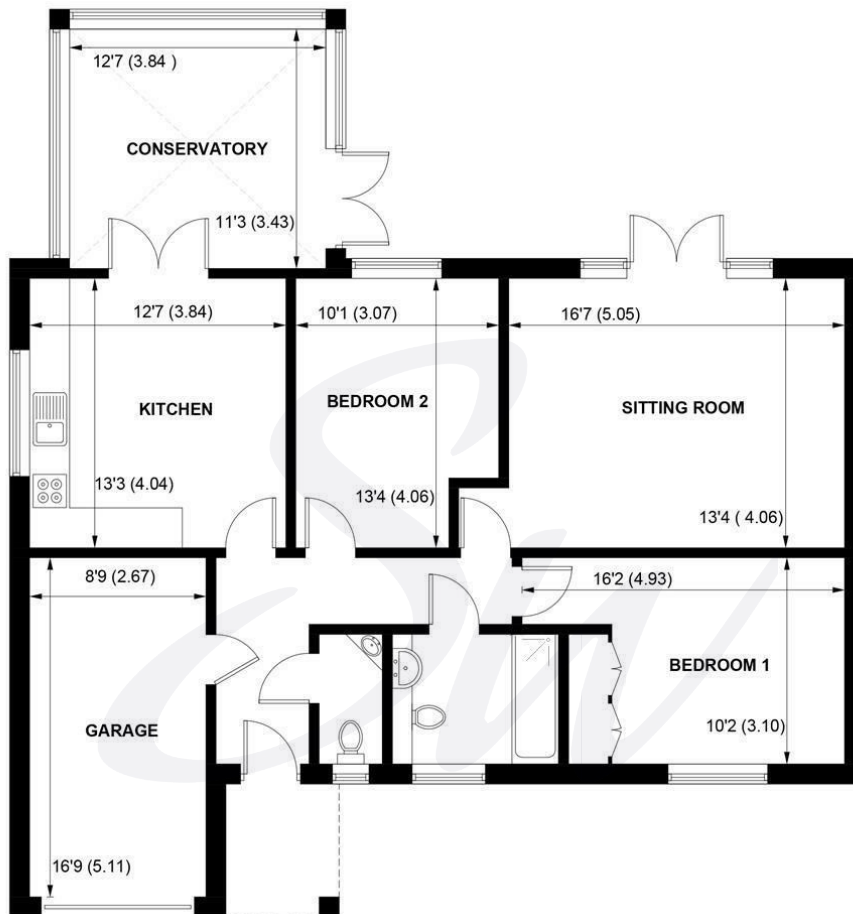 12'7 (3.84 )
CONSERVATORY
11'3 (3.43)
12'7 (3.84)
10'1 (3.07)
16'7 (5.05)
KITCHEN
BEDROOM 2
SITTING ROOM
13'3 (4.04)
13'4 (4.06)
13'4 ( 4.06)
8'9 (2.67)
16'2 (4.93)
BEDROOM 1
GARAGE
10'2 (3.10)
16'9 (5.11)
Sw